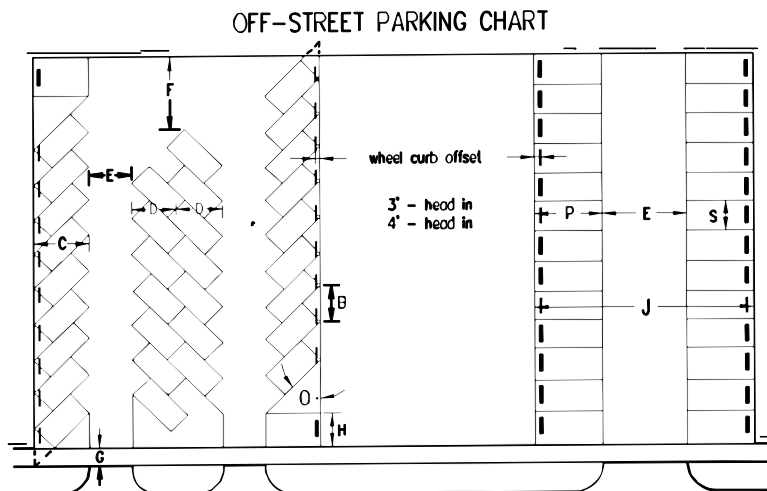 OFF-STREET PARKING CHART
F
wheel curb offset
E
3' - head in
4' - head in
D D
P E S
C
B
J
O
H
G